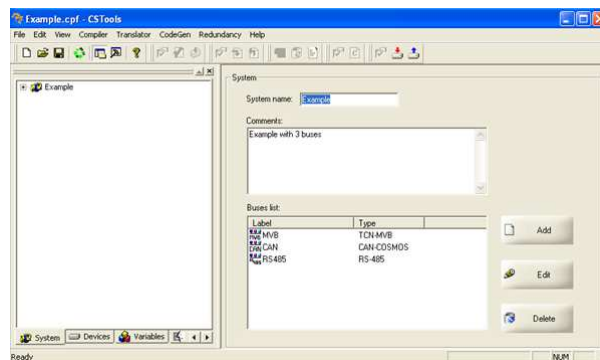 Example.cpf - CSTools
File Edit View Compiler Translator CodeGen Redundancy Help
Example
System
System name: Example
Comments:
Example with 3 buses
Buses list:
Label Type
MVB TCN-MVB
CAN CAN-COSMOS
RS485 RS-485
Add
Edit
Delete
System Devices Variables
Ready NUM